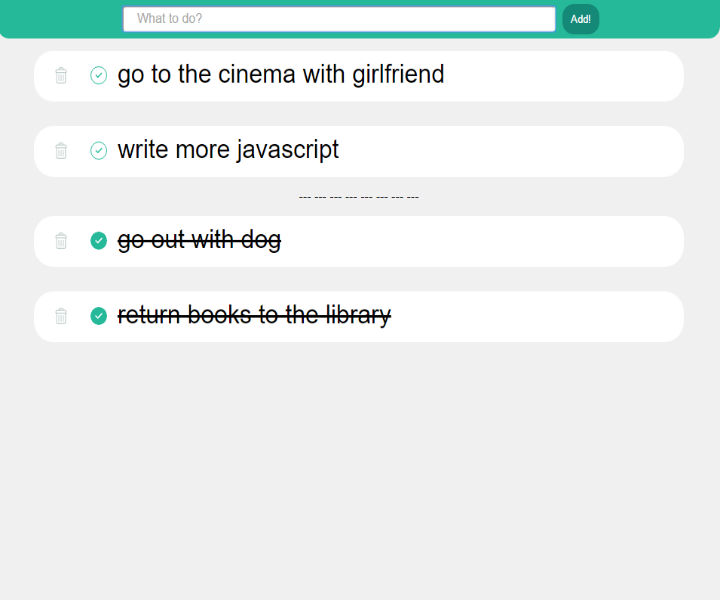 What to do?
Add!
go to the cinema with girlfriend
write more javascript
--- --- --- --- --- --- --- ---
go out with dog
return books to the library